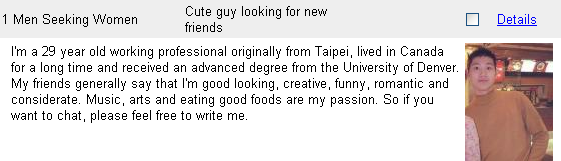 1 Men Seeking Women Cute guy looking for new friends Details
I'm a 29 year old working professional originally from Taipei, lived in Canada
for a long time and received an advanced degree from the University of Denver.
My friends generally say that I'm good looking, creative, funny, romantic and
considerate. Music, arts and eating good foods are my passion. So if you
want to chat, please feel free to write me.